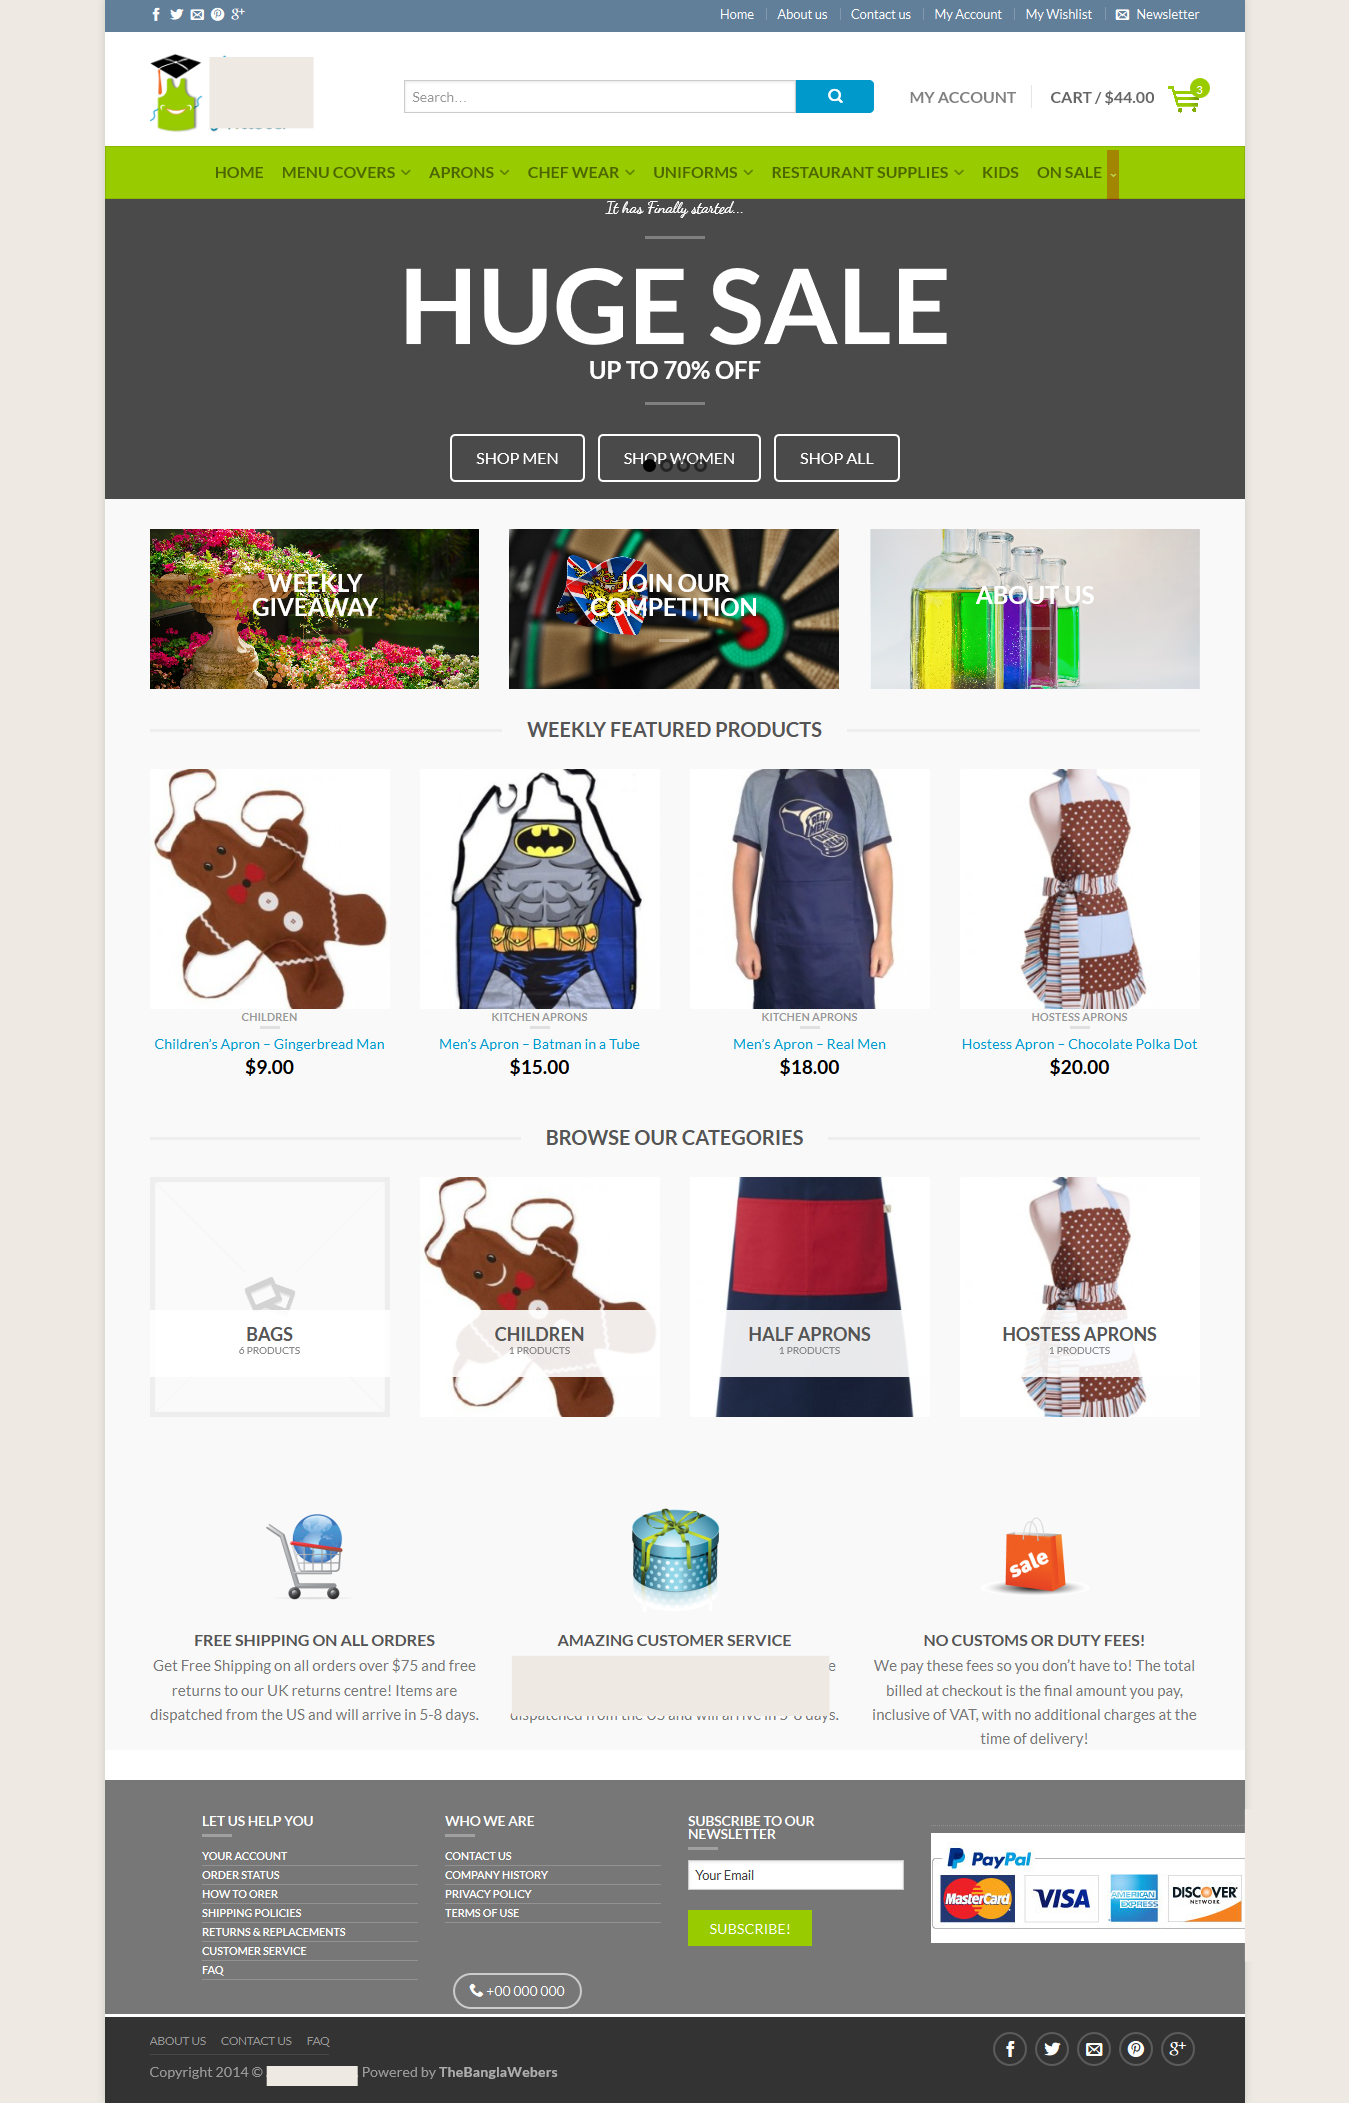 Home About us Contact us My Account My Wishlist Newsletter
Search...
MY ACCOUNT CART / $44.00 3
HOME MENU COVERS APRONS CHEF WEAR UNIFORMS RESTAURANT SUPPLIES KIDS ON SALE
It has Finally started...
HUGE SALE
UP TO 70% OFF
SHOP MEN SHOP WOMEN SHOP ALL
WEEKLY
GIVEAWAY
JOIN OUR
COMPETITION
ABOUT US
WEEKLY FEATURED PRODUCTS
REAL
MEN
CHILDREN
Children's Apron – Gingerbread Man
$9.00
KITCHEN APRONS
Men's Apron – Batman in a Tube
$15.00
KITCHEN APRONS
Men's Apron – Real Men
$18.00
HOSTESS APRONS
Hostess Apron – Chocolate Polka Dot
$20.00
BROWSE OUR CATEGORIES
BAGS
6 PRODUCTS
CHILDREN
1 PRODUCTS
HALF APRONS
1 PRODUCTS
HOSTESS APRONS
1 PRODUCTS
sale
FREE SHIPPING ON ALL ORDRES
Get Free Shipping on all orders over $75 and free
returns to our UK returns centre! Items are
dispatched from the US and will arrive in 5-8 days.
AMAZING CUSTOMER SERVICE
dispatched from the US and will arrive in 5-8 days.
NO CUSTOMS OR DUTY FEES!
We pay these fees so you don't have to! The total
billed at checkout is the final amount you pay,
inclusive of VAT, with no additional charges at the
time of delivery!
LET US HELP YOU
YOUR ACCOUNT
ORDER STATUS
HOW TO ORER
SHIPPING POLICIES
RETURNS & REPLACEMENTS
CUSTOMER SERVICE
FAQ
WHO WE ARE
CONTACT US
COMPANY HISTORY
PRIVACY POLICY
TERMS OF USE
+00 000 000
SUBSCRIBE TO OUR
NEWSLETTER
Your Email
SUBSCRIBE!
PayPal
MasterCard VISA AMERICAN EXPRESS DISCOVER NETWORK
ABOUT US CONTACT US FAQ
Copyright 2014 © Powered by TheBanglaWebers